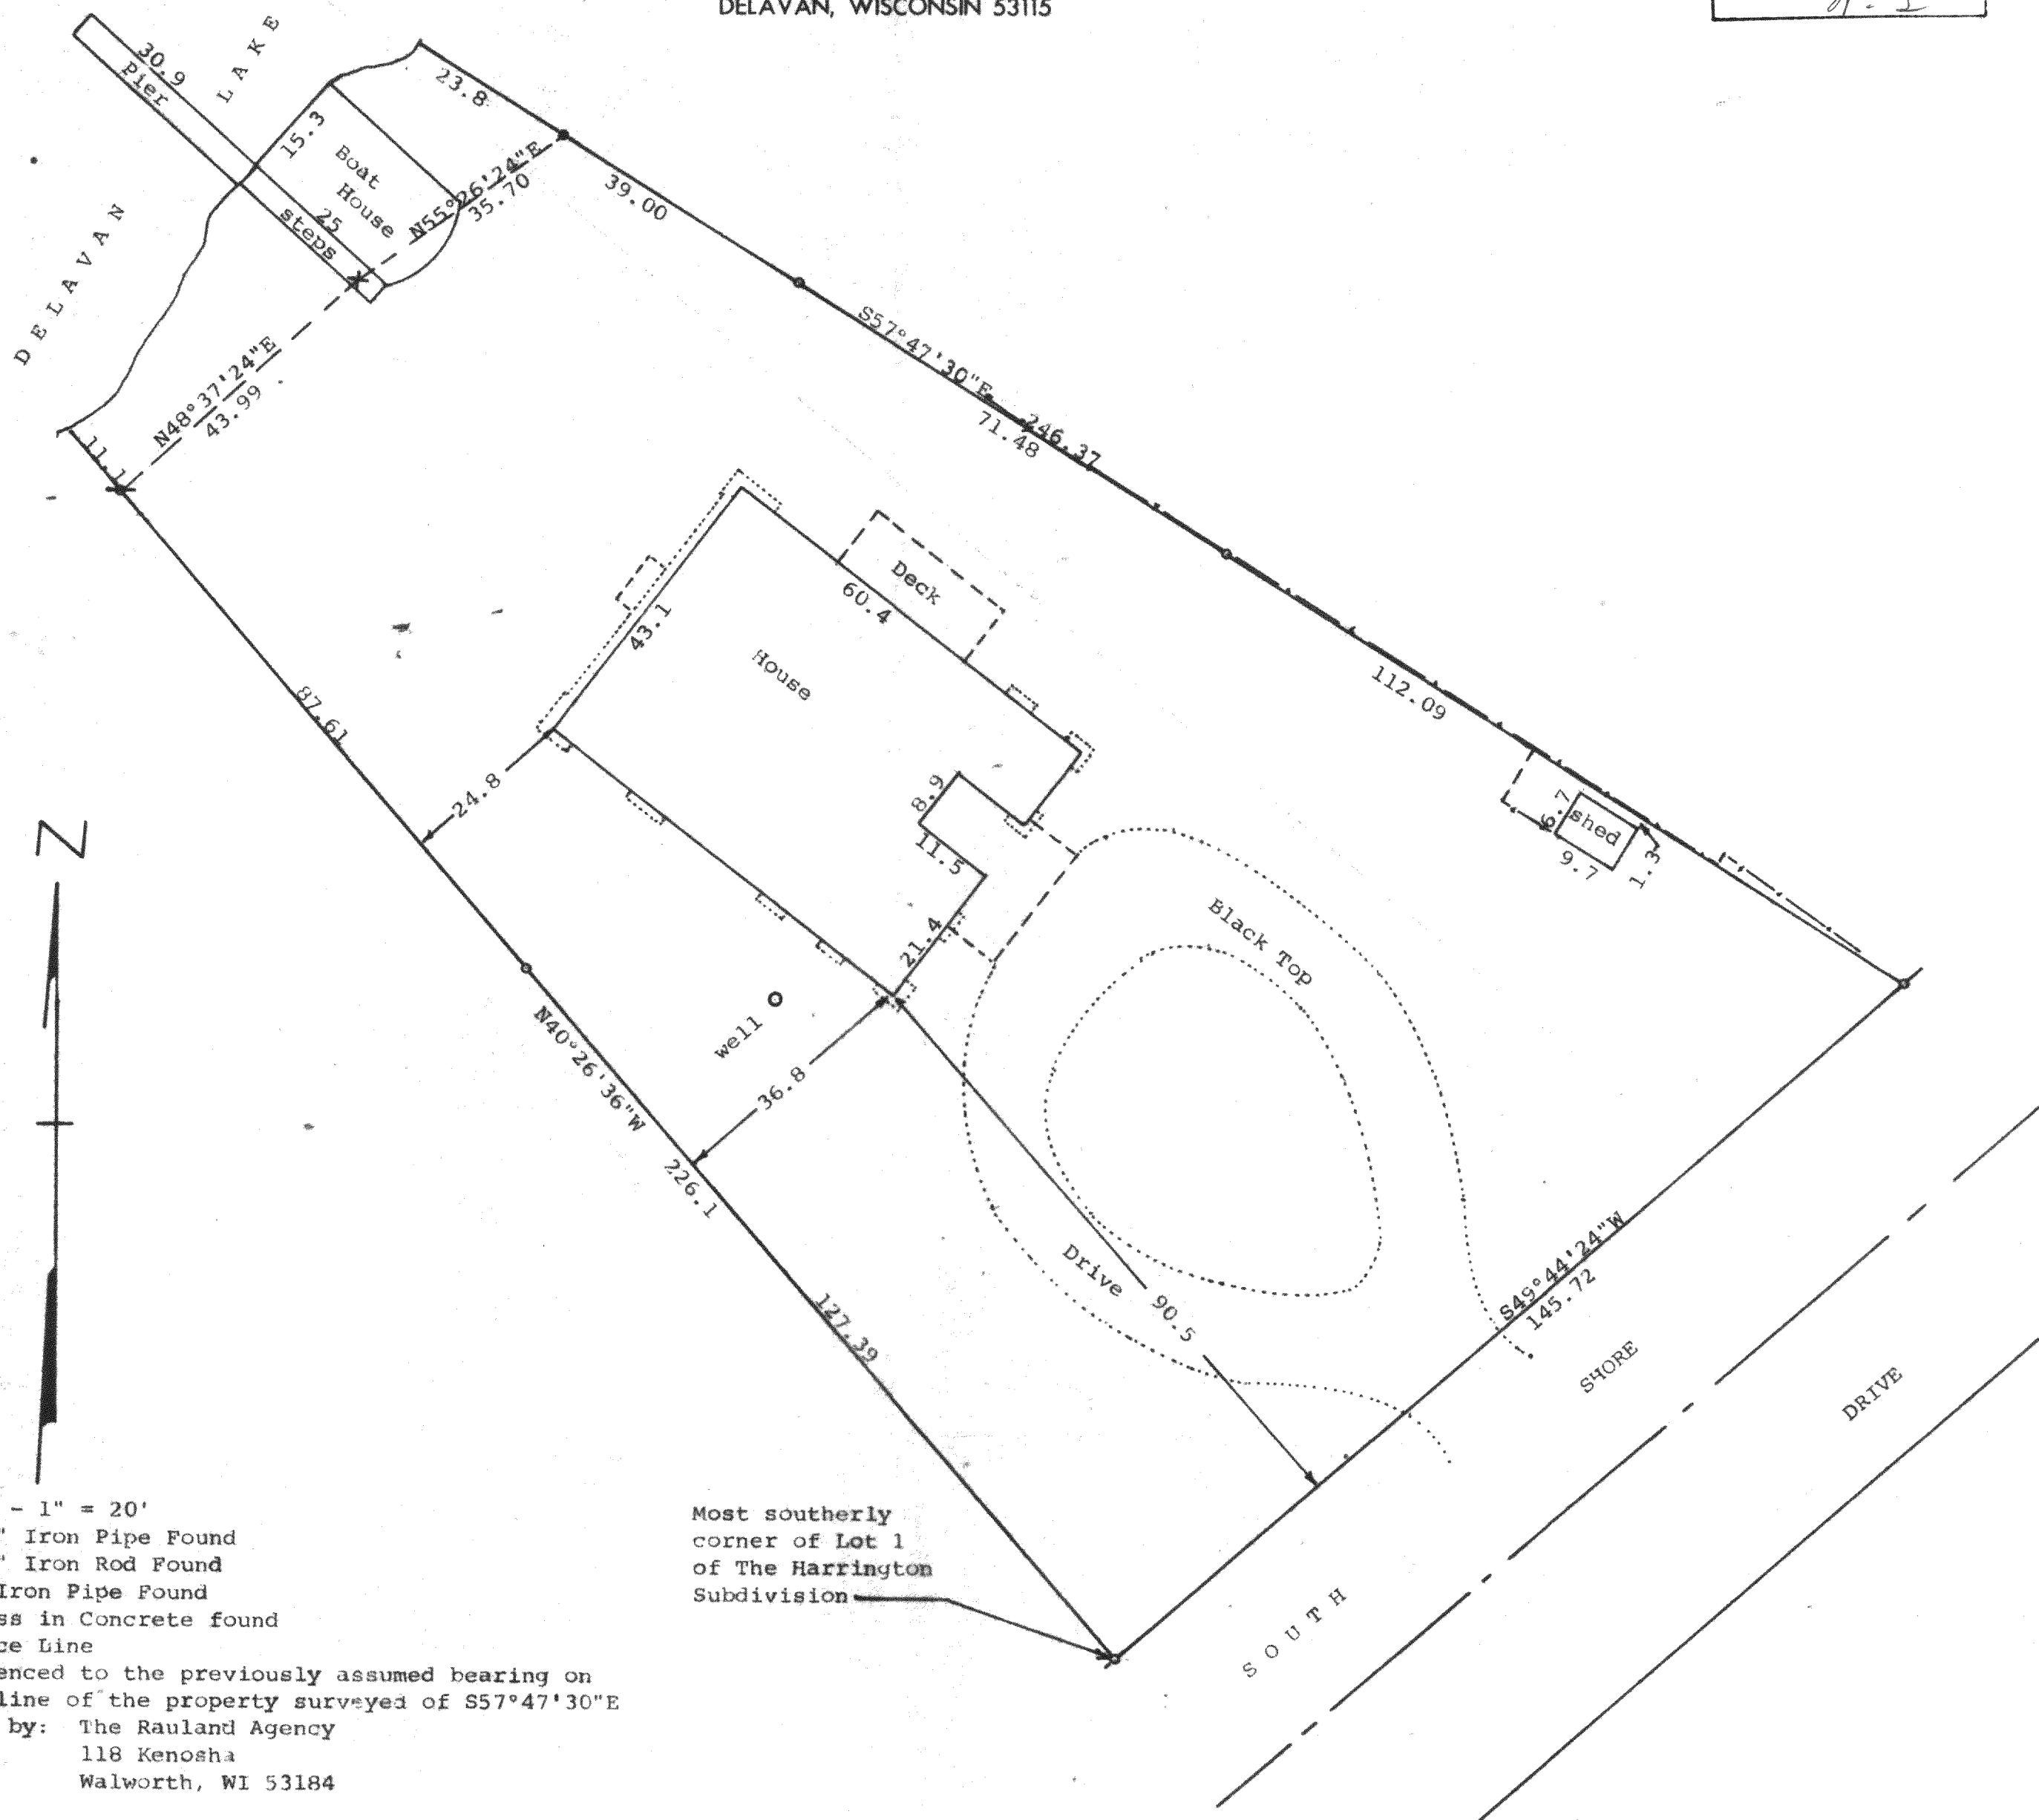 DELAVAN, WISCONSIN 53115
30.9
Pier
LAKE
23.8
15.3
Boat
House
25
steps
N55°26'24"E
35.70
39.00
DELAVAN
S57°47'30"E 246.37
71.48
N48°37'24"E
43.99
11.1
Deck
60.4
43.1
House
112.09
87.61
24.8
8.9
11.5
6.7
shed
9.7
1.3
Black Top
21.4
N
well
36.8
N40°26'36"W
226.1
Drive
90.5
S49°44'24"W
145.72
127.39
SHORE
DRIVE
SOUTH
Most southerly
corner of Lot 1
of The Harrington
Subdivision
- 1" = 20'
" Iron Pipe Found
" Iron Rod Found
Iron Pipe Found
ss in Concrete found
ce Line
enced to the previously assumed bearing on
line of the property surveyed of S57°47'30"E
by: The Rauland Agency
118 Kenosha
Walworth, WI 53184